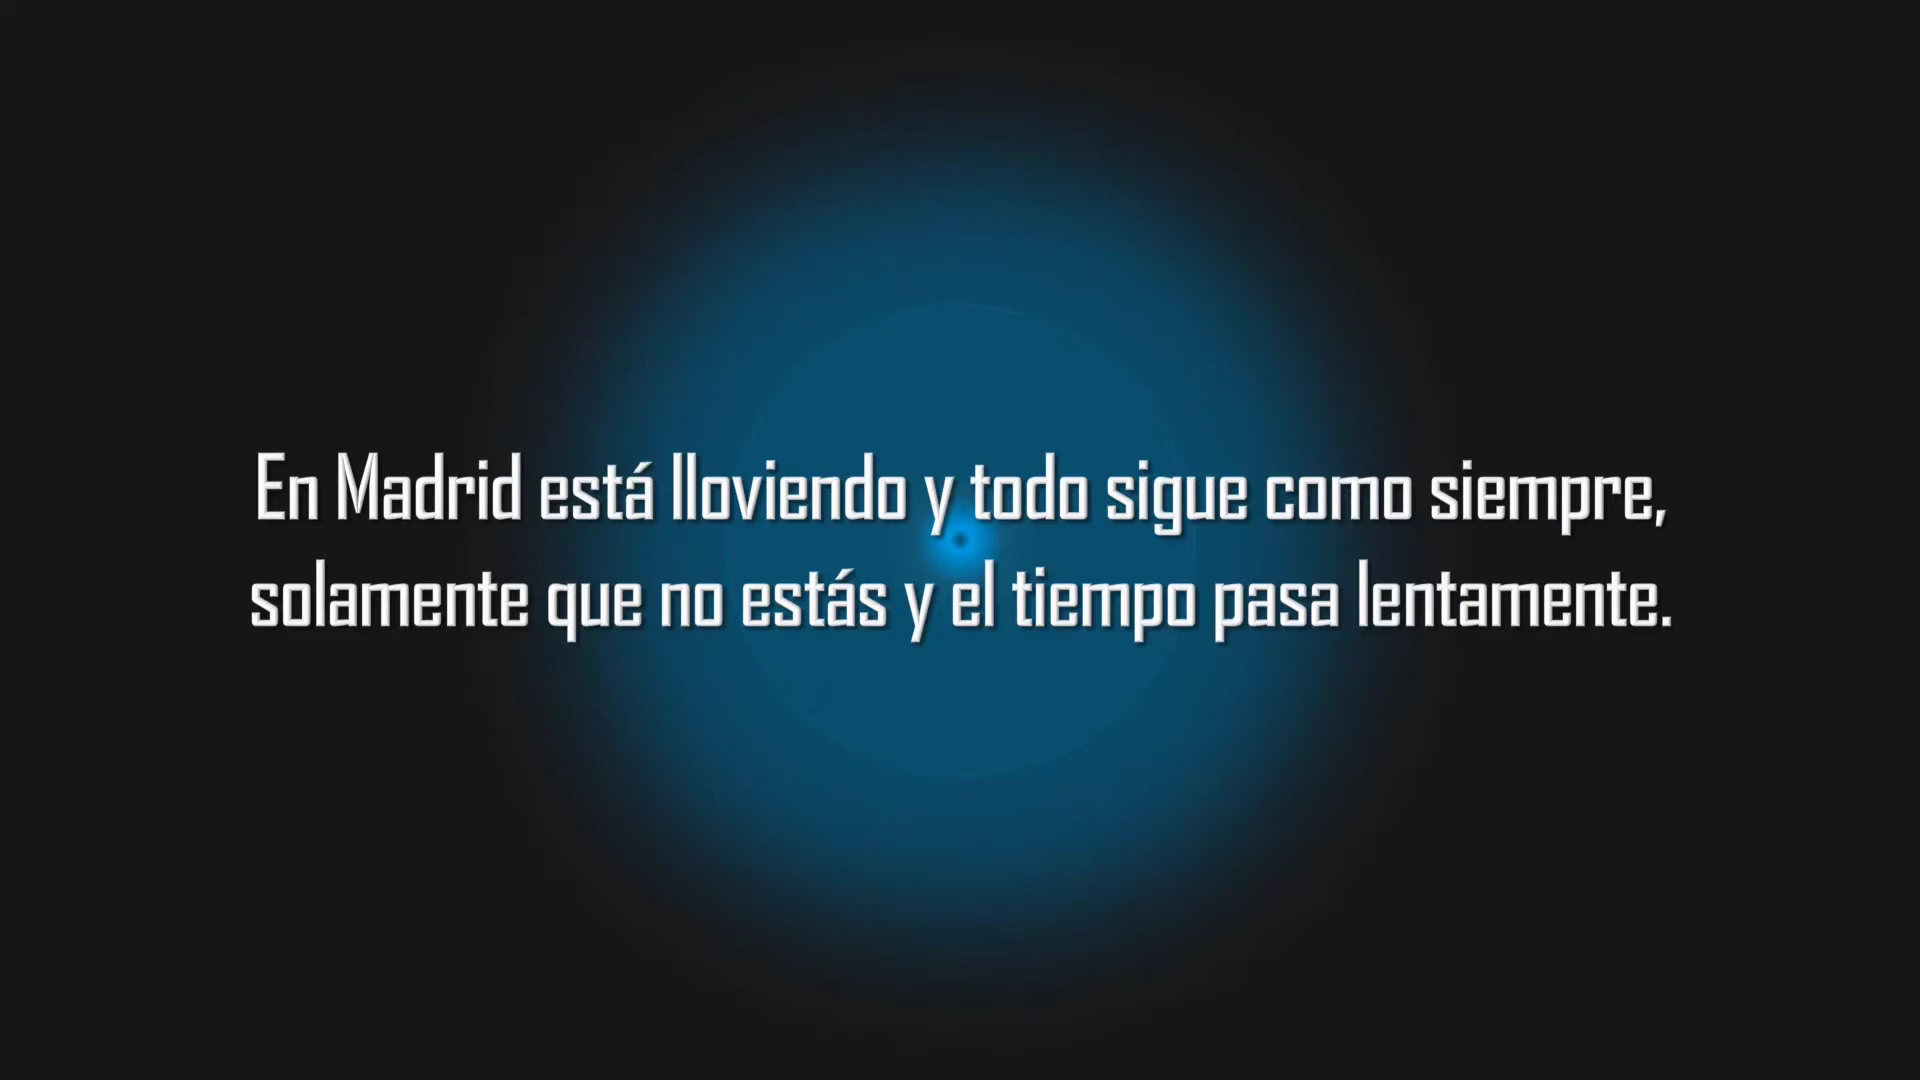 En Madrid está lloviendo y todo sigue como siempre,
solamente que no estás y el tiempo pasa lentamente.